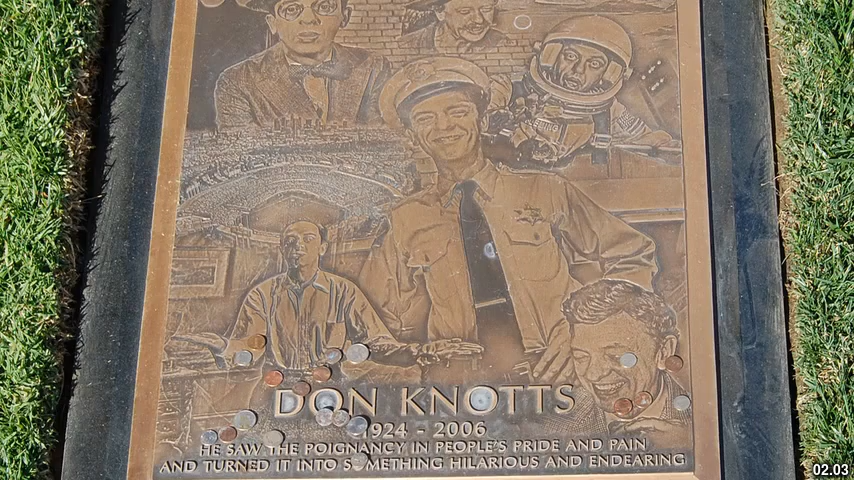 DON KNOTTS
1924 - 2006
HE SAW THE POIGNANCY IN PEOPLE'S PRIDE AND PAIN
AND TURNED IT INTO SOMETHING HILARIOUS AND ENDEARING
02.03